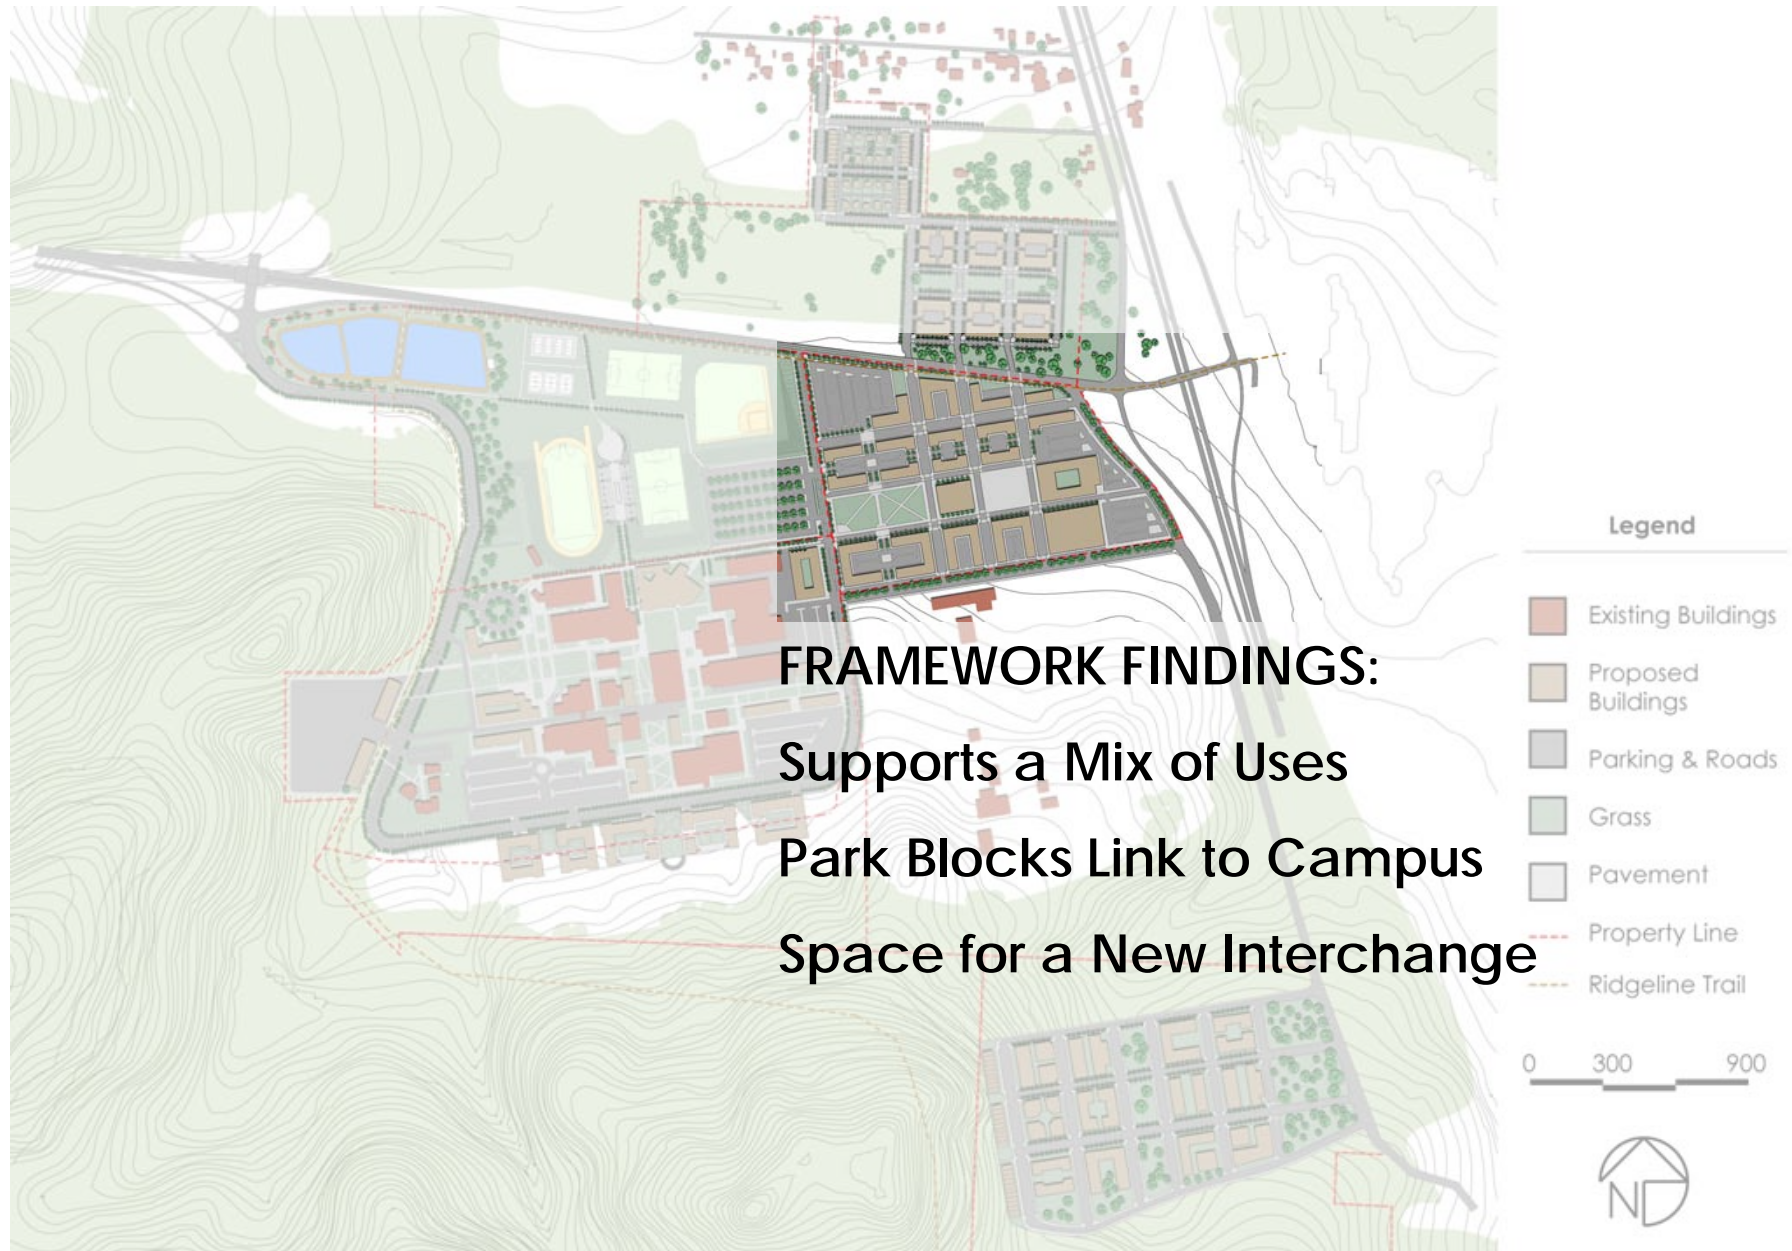 FRAMEWORK FINDINGS:
Supports a Mix of Uses
Park Blocks Link to Campus
Space for a New Interchange
Legend
Existing Buildings
Proposed
Buildings
Parking & Roads
Grass
Pavement
Property Line
Ridgeline Trail
0 300 900
N